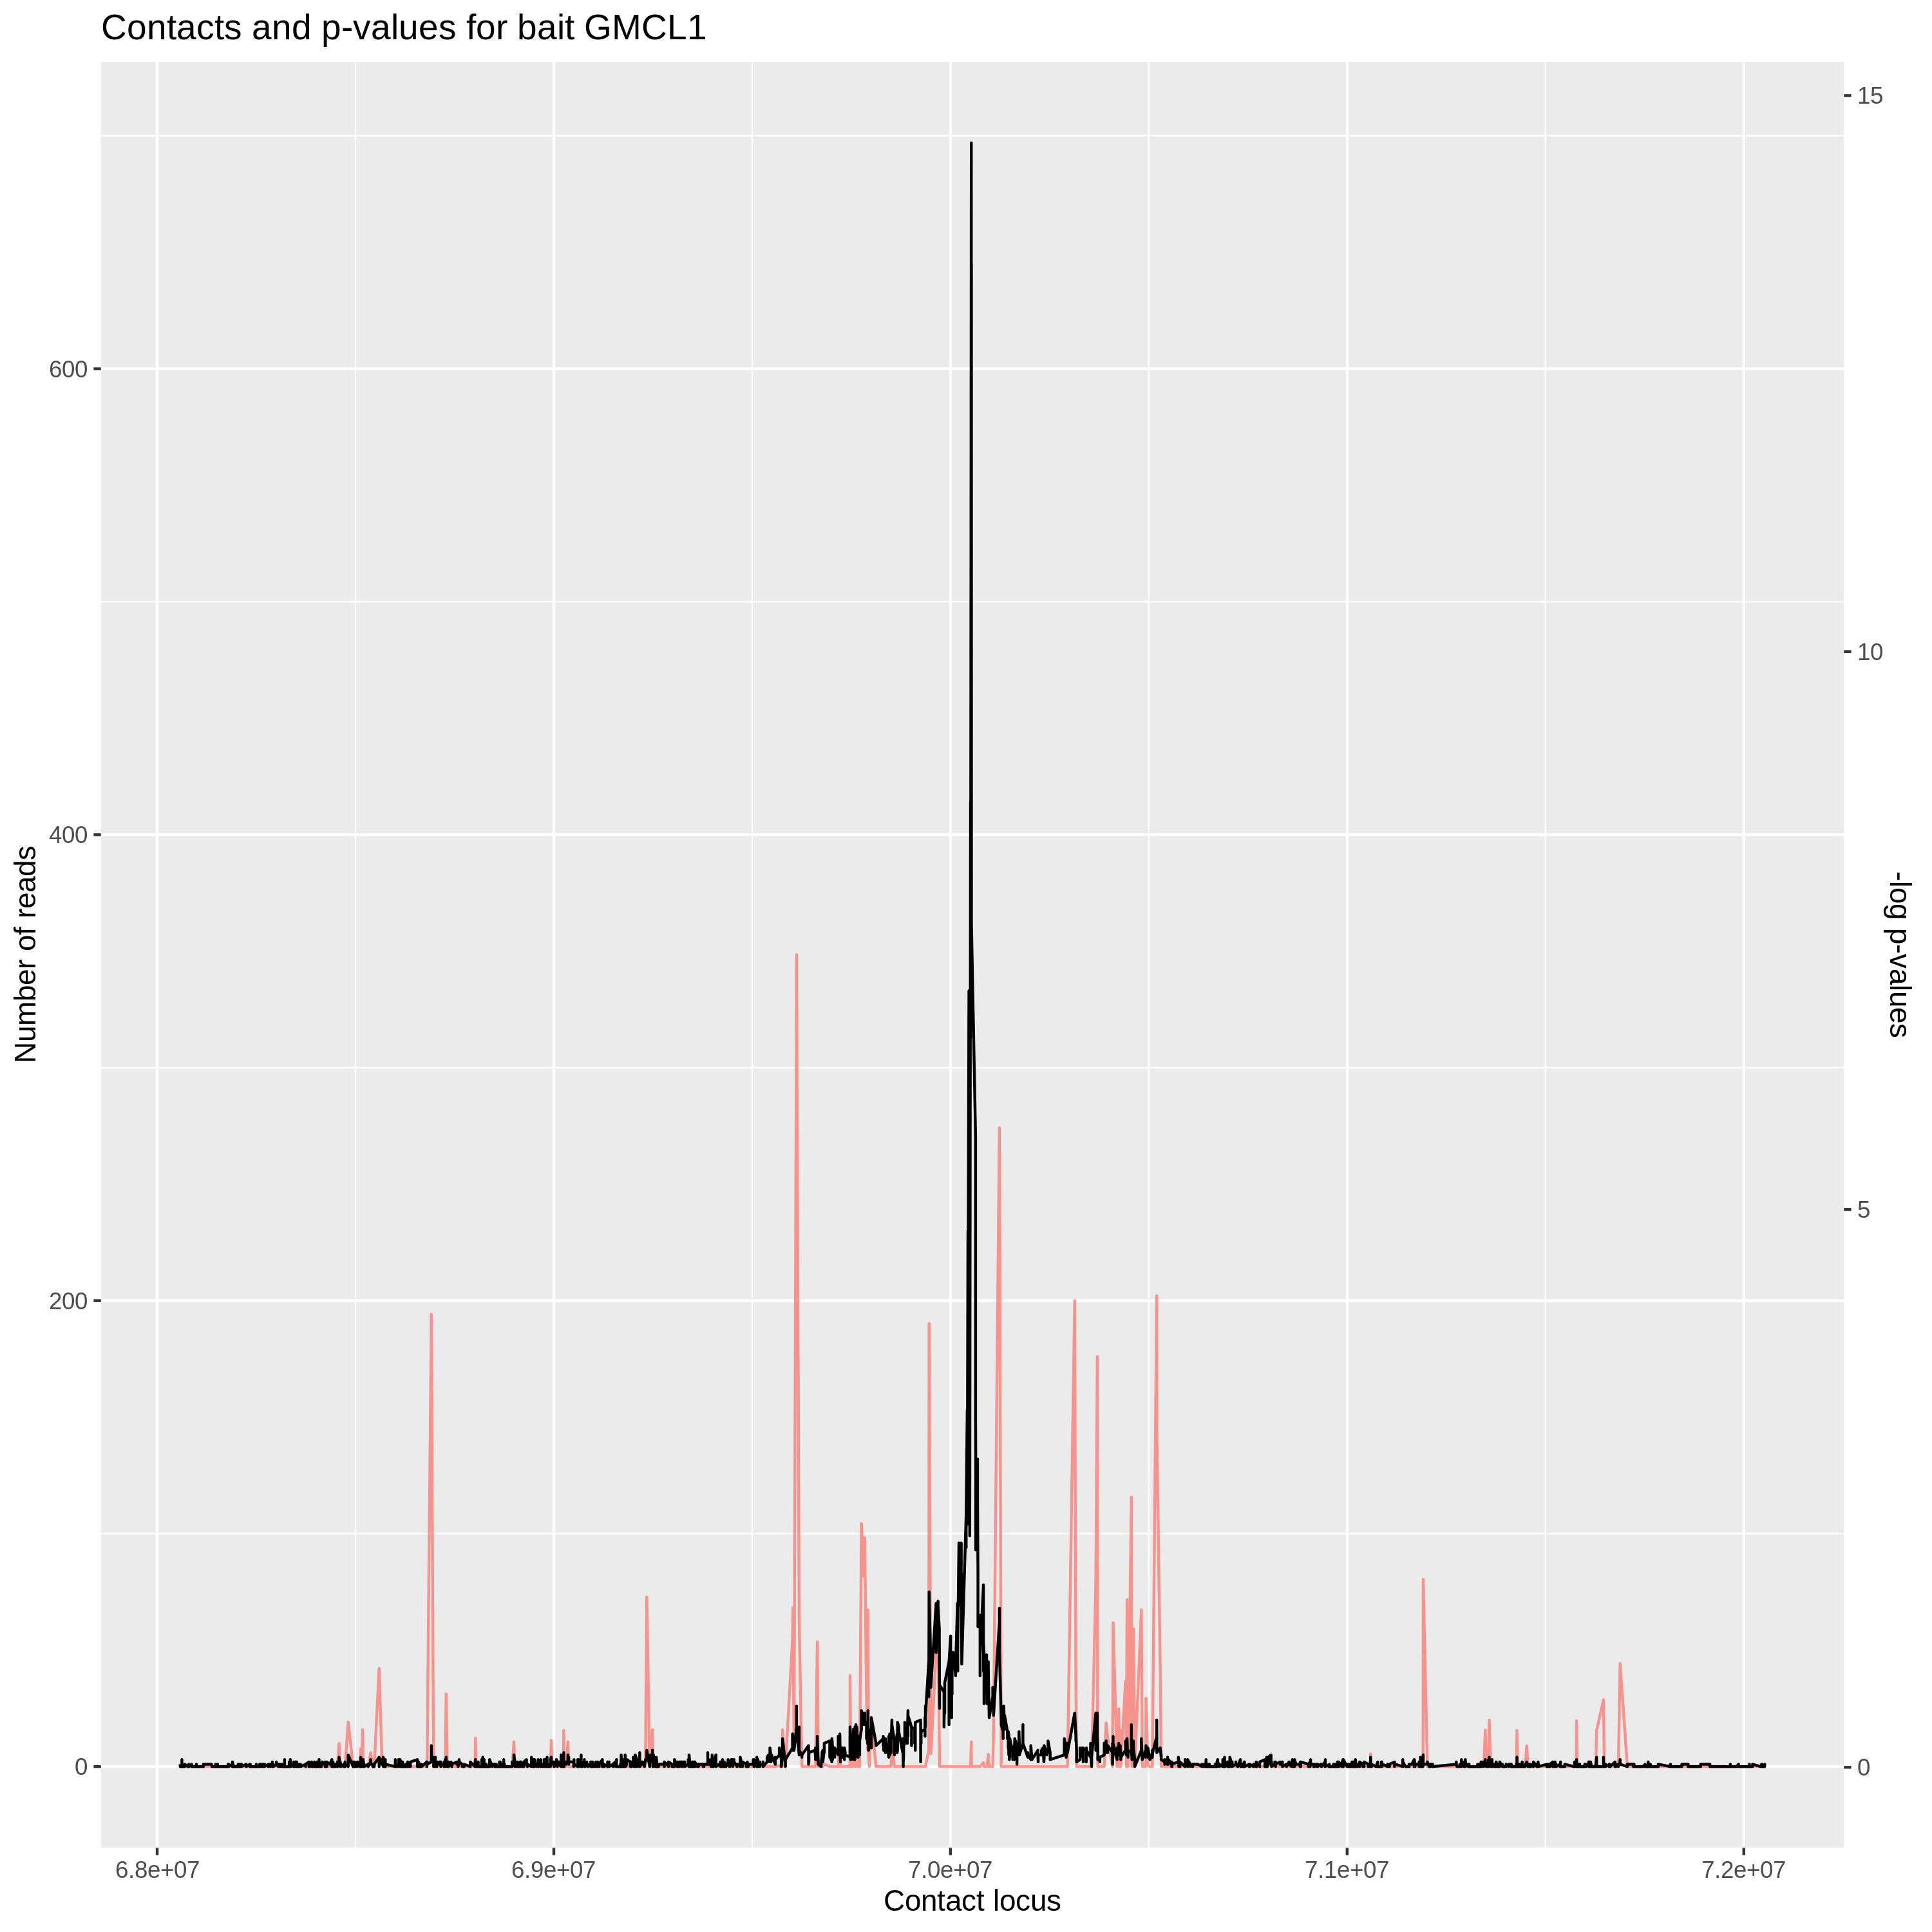 Contacts and p-values for bait GMCL1
Number of reads
600
400
200
0
15
10
5
0
-log p-values
6.8e+07
6.9e+07
7.0e+07
7.1e+07
7.2e+07
Contact locus